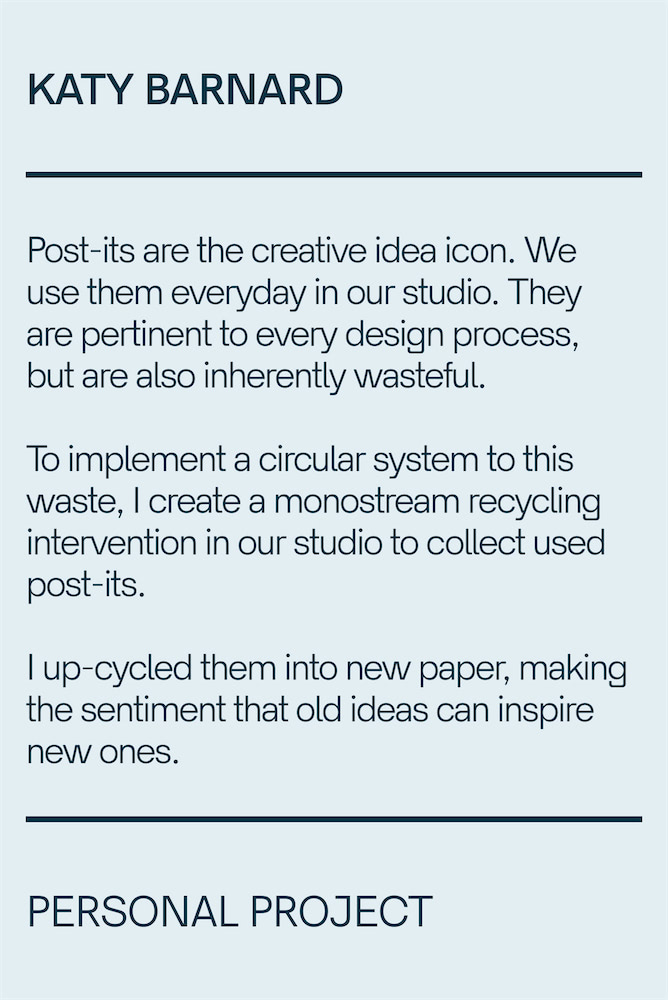 KATY BARNARD
Post-its are the creative idea icon. We
use them everyday in our studio. They
are pertinent to every design process,
but are also inherently wasteful.
To implement a circular system to this
waste, I create a monostream recycling
intervention in our studio to collect used
post-its.
I up-cycled them into new paper, making
the sentiment that old ideas can inspire
new ones.
PERSONAL PROJECT